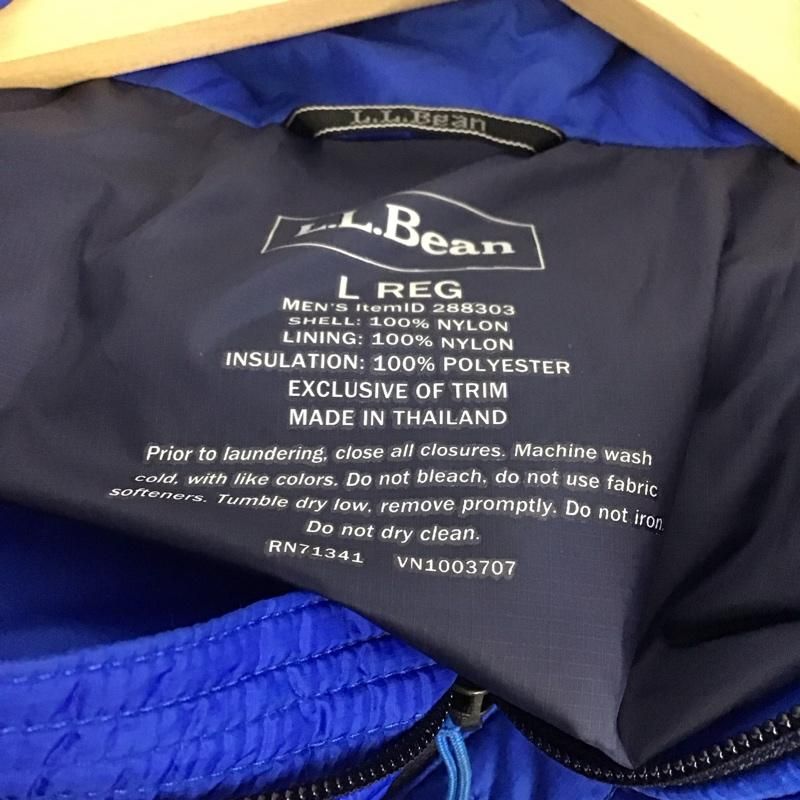 L.L.Bean
L.L.Bean
L REG
MEN'S ItemID 288303
SHELL: 100% NYLON
LINING: 100% NYLON
INSULATION: 100% POLYESTER
EXCLUSIVE OF TRIM
MADE IN THAILAND
Prior to laundering, close all closures. Machine wash
cold, with like colors. Do not bleach, do not use fabric
softeners. Tumble dry low, remove promptly. Do not iron.
Do not dry clean.
RN71341 VN1003707